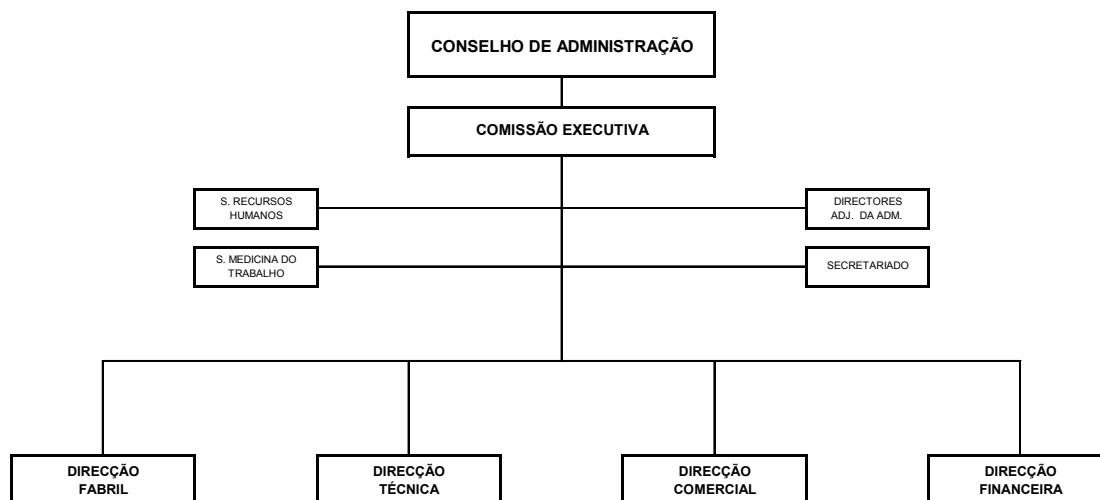 CONSELHO DE ADMINISTRAÇÃO
COMISSÃO EXECUTIVA
S. RECURSOS
HUMANOS
DIRECTORES
ADJ. DA ADM.
S. MEDICINA DO
TRABALHO
SECRETARIADO
DIRECÇÃO
FABRIL
DIRECÇÃO
TÉCNICA
DIRECÇÃO
COMERCIAL
DIRECÇÃO
FINANCEIRA